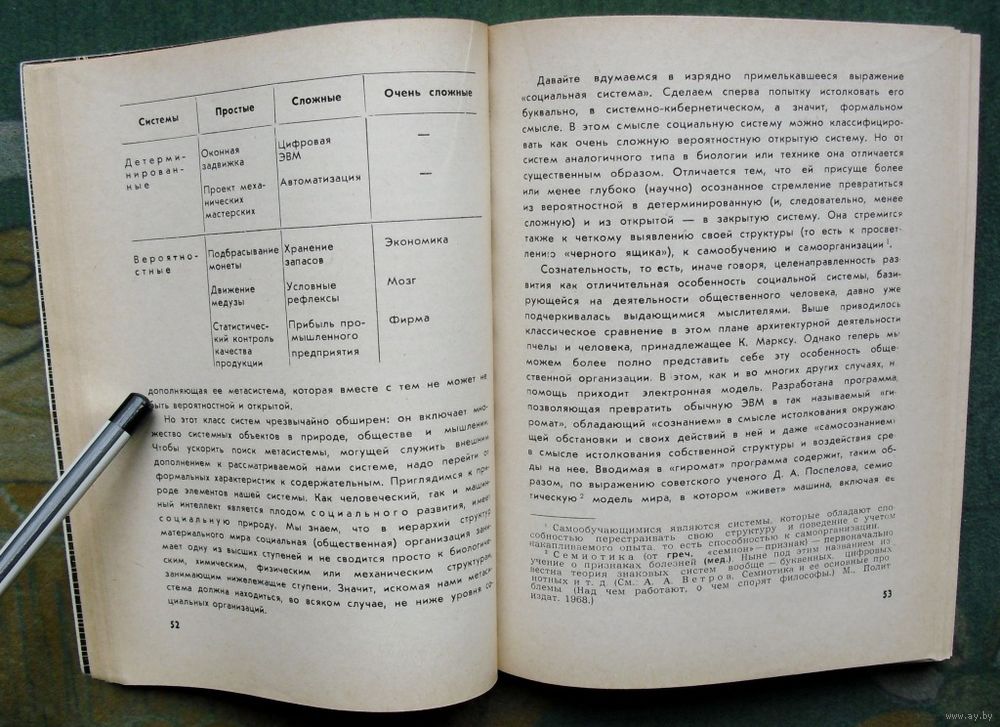 Системы Простые Сложные Очень сложные
Детерми- Оконная Цифровая —
нирован- задвижка ЭВМ
ные
Проект меха- Автоматизация —
нических
мастерских
Вероятно- Подбрасывание Хранение Экономика
стные монеты запасов
Движение Условные Мозг
медузы рефлексы
Статистичес- Прибыль про- Фирма
кий контроль мышленного
качества предприятия
продукции
дополняющая ее метасистема, которая вместе с тем не может не
быть вероятностной и открытой.
Но этот класс систем чрезвычайно обширен: он включает мно-
жество системных объектов в природе, обществе и мышлении.
Чтобы ускорить поиск метасистемы, могущей служить внешним
дополнением к рассматриваемой нами системе, надо перейти от
формальных характеристик к содержательным. Приглядимся к при-
роде элементов нашей системы. Как человеческий, так и машин-
ный интеллект является плодом социального развития, имеет
социальную природу. Мы знаем, что в иерархии структур
материального мира социальная (общественная) организация зани-
мает одну из высших ступеней и не сводится просто к биологиче-
ским, химическим, физическим или механическим структурам,
занимающим нижележащие ступени. Значит, искомая нами метаси-
стема должна находиться, во всяком случае, не ниже уровня со-
циальных организаций.
52
Давайте вдумаемся в изрядно примелькавшееся выражение
«социальная система». Сделаем сперва попытку истолковать его
буквально, в системно-кибернетическом, а значит, формальном
смысле. В этом смысле социальную систему можно классифициро-
вать как очень сложную вероятностную открытую систему. Но от
систем аналогичного типа в биологии или технике она отличается
существенным образом. Отличается тем, что ей присуще более
или менее глубоко (научно) осознанное стремление превратиться
из вероятностной в детерминированную (и, следовательно, менее
сложную) и из открытой — в закрытую систему. Она стремится
также к четкому выявлению своей структуры (то есть к просвет-
лению «черного ящика»), к самообучению и самоорганизации¹.
Сознательность, то есть, иначе говоря, целенаправленность раз
вития как отличительная особенность социальной системы, бази-
рующейся на деятельности общественного человека, давно уже
подчеркивалась выдающимися мыслителями. Выше приводилось
классическое сравнение в этом плане архитектурной деятельности
пчелы и человека, принадлежащее К. Марксу. Однако теперь мы
можем более полно представить себе эту особенность обще-
ственной организации. В этом, как и во многих других случаях, н
помощь приходит электронная модель. Разработана программа
позволяющая превратить обычную ЭВМ в так называемый «ги-
ромат», обладающий «сознанием» в смысле истолкования окружаю
щей обстановки и своих действий в ней и даже «самосознанием»
в смысле истолкования собственной структуры и воздействия сре
ды на нее. Вводимая в «гиромат» программа содержит, таким об-
разом, по выражению советского ученого Д. А. Поспелова, семио
тическую² модель мира, в котором «живет» машина, включая ее
¹ Самообучающимися являются системы, которые обладают спо
собностью перестраивать свою структуру и поведение с учетом
накапливаемого опыта, то есть способностью к самоорганизации.
² Семиотика (от греч. «семион» — признак) — первоначально
учение о признаках болезней (мед.). Ныне под этим названием из
вестна теория знаковых систем вообще — буквенных, цифровых
нотных и т. д. (См. А. А. Ветров. Семиотика и ее основные про
блемы (Над чем работают, о чем спорят философы.) М., Полит
издат. 1968.)
53
www.ay.by